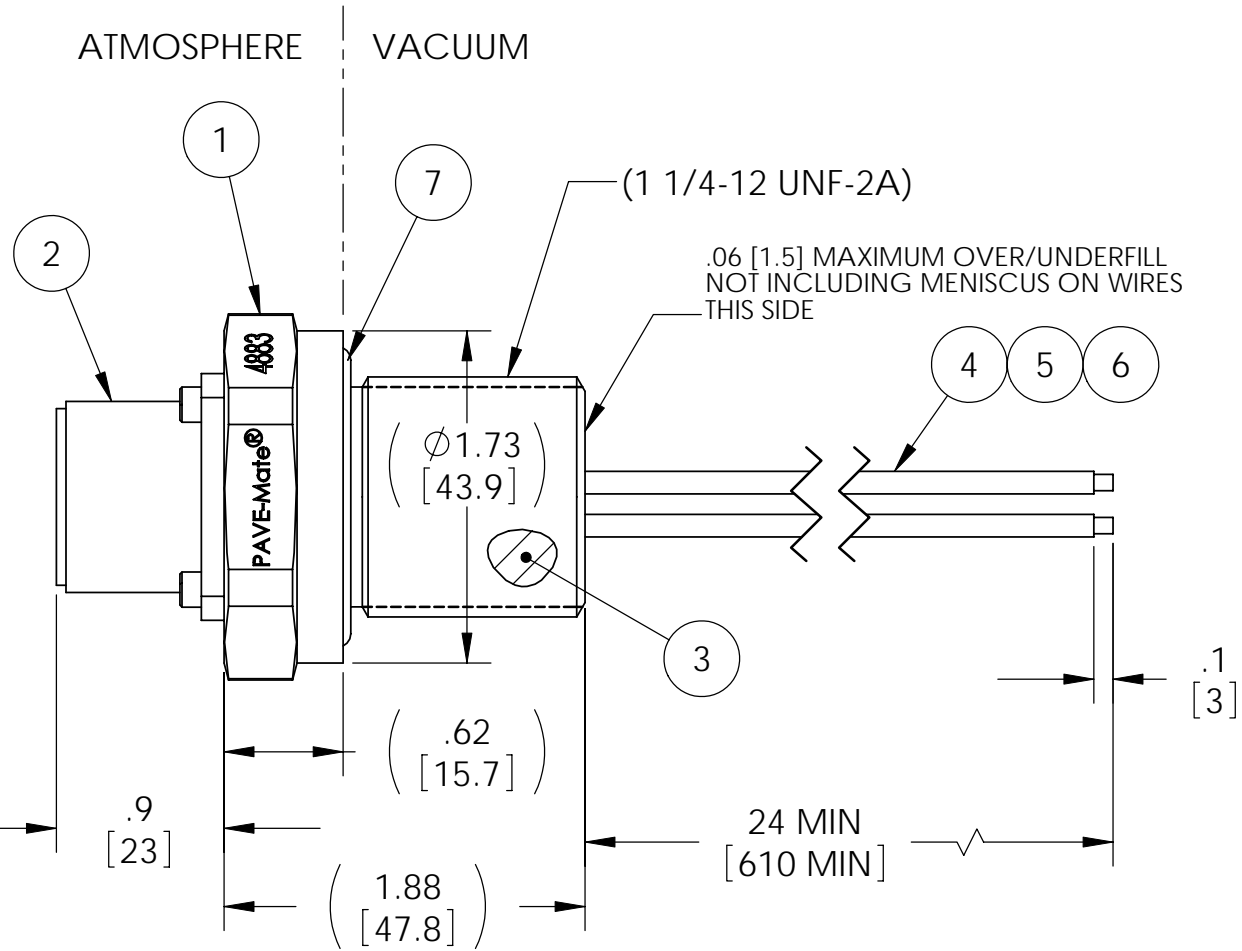 ATMOSPHERE
VACUUM
1
7
(1 1/4-12 UNF-2A)
2
.06 [1.5] MAXIMUM OVER/UNDERFILL
NOT INCLUDING MENISCUS ON WIRES
THIS SIDE
4883
4
5
6
PAVE-Mate®
(∅1.73
[43.9])
3
.1
[3]
(.62
[15.7])
.9
[23]
24 MIN
[610 MIN]
(1.88
[47.8])